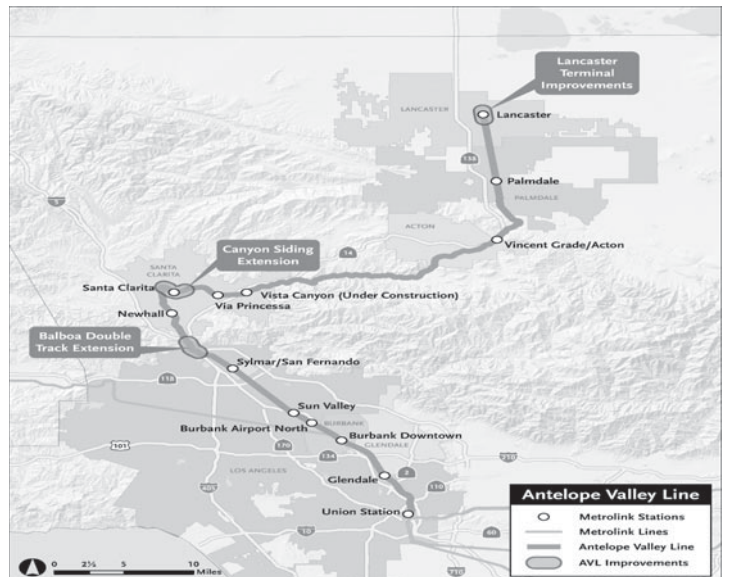 Lancaster
Terminal
Improvements
LANCASTER
Lancaster
138
Palmdale
PALMDALE
5
ACTON
Vincent Grade/Acton
14
Canyon Siding
Extension
SANTA
CLARITA
Santa Clarita
Vista Canyon (Under Construction)
Via Princessa
Newhall
Balboa Double
Track Extension
Sylmar/San Fernando
118
Sun Valley
BURBANK
Burbank Airport North
Burbank Downtown
GLENDALE
101
170
134
LOS ANGELES
2
Glendale
210
405
110
Union Station
10
60
710
Antelope Valley Line
Metrolink Stations
Metrolink Lines
Antelope Valley Line
AVL Improvements
0 2½ 5 10
Miles